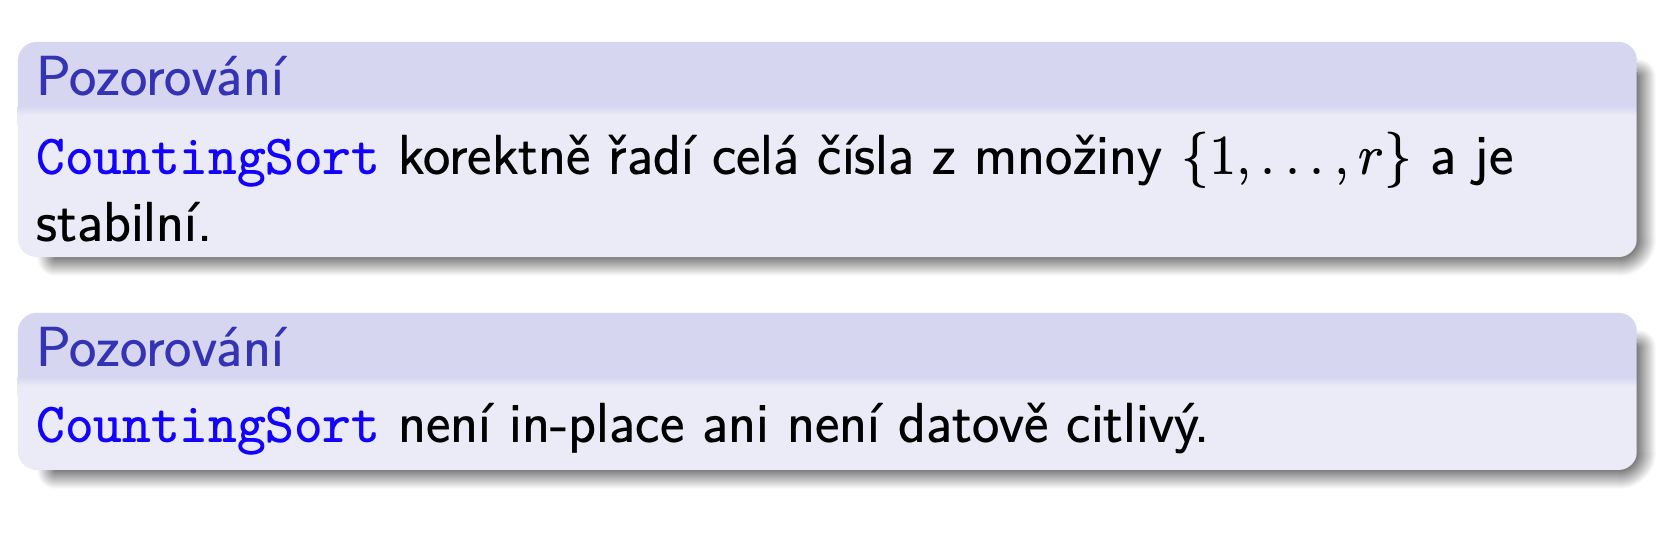 Pozorování
CountingSort korektně řadí celá čísla z množiny {1, . . . , r} a je
stabilní.
Pozorování
CountingSort není in-place ani není datově citlivý.